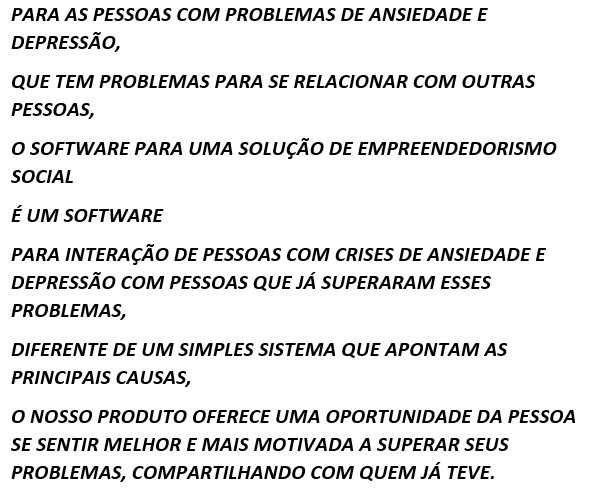 PARA AS PESSOAS COM PROBLEMAS DE ANSIEDADE E
DEPRESSÃO,
QUE TEM PROBLEMAS PARA SE RELACIONAR COM OUTRAS
PESSOAS,
O SOFTWARE PARA UMA SOLUÇÃO DE EMPREENDEDORISMO
SOCIAL
É UM SOFTWARE
PARA INTERAÇÃO DE PESSOAS COM CRISES DE ANSIEDADE E
DEPRESSÃO COM PESSOAS QUE JÁ SUPERARAM ESSES
PROBLEMAS,
DIFERENTE DE UM SIMPLES SISTEMA QUE APONTAM AS
PRINCIPAIS CAUSAS,
O NOSSO PRODUTO OFERECE UMA OPORTUNIDADE DA PESSOA
SE SENTIR MELHOR E MAIS MOTIVADA A SUPERAR SEUS
PROBLEMAS, COMPARTILHANDO COM QUEM JÁ TEVE.